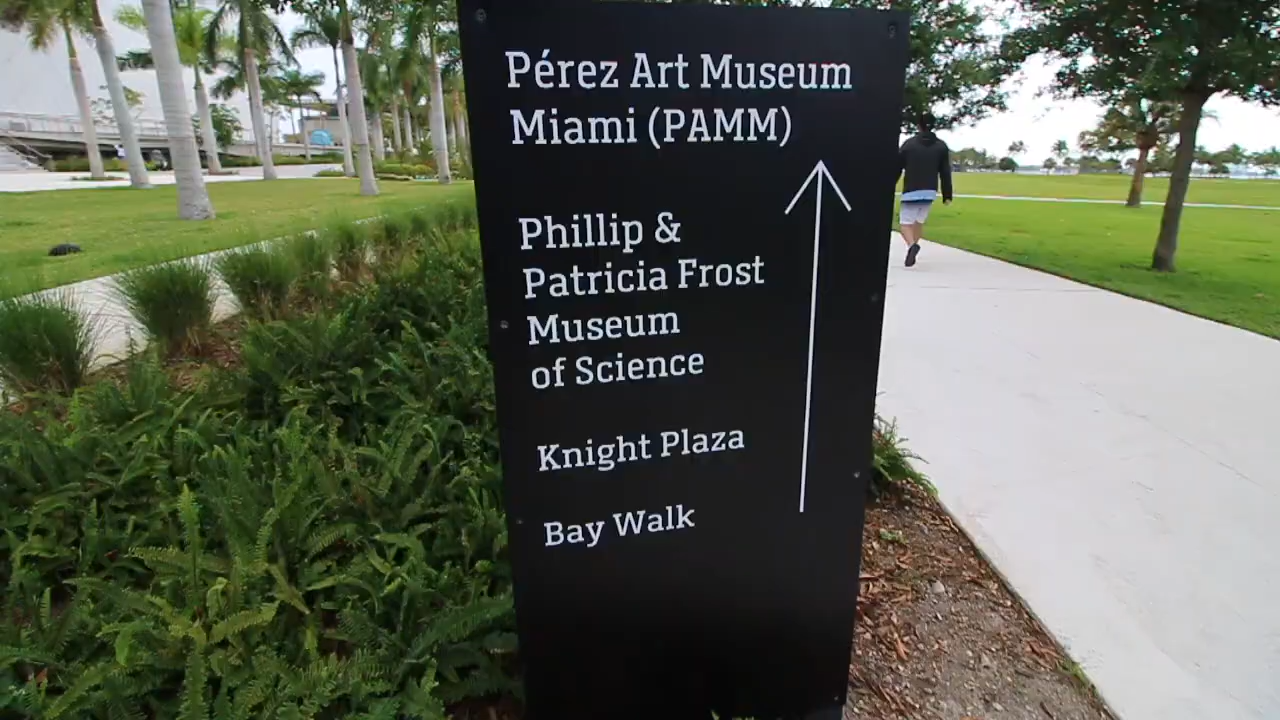 Pérez Art Museum
Miami (PAMM)
Phillip &
Patricia Frost
Museum
of Science
Knight Plaza
Bay Walk